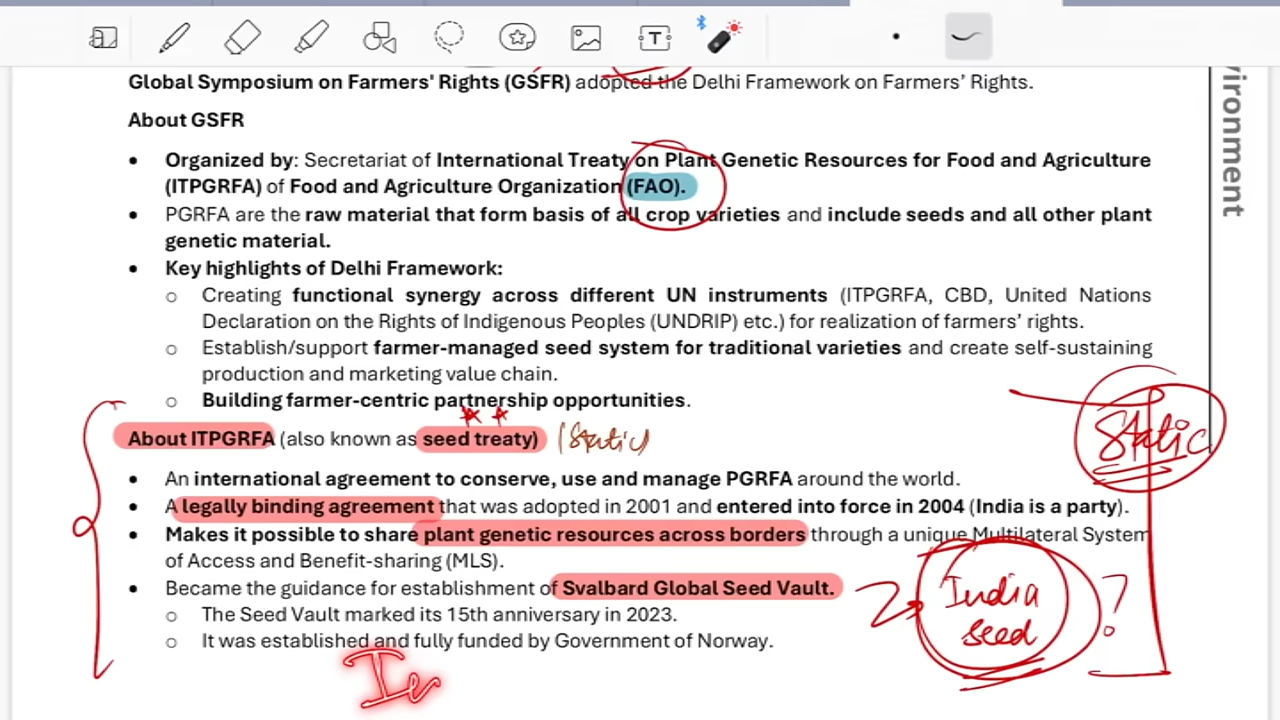 Global Symposium on Farmers' Rights (GSFR) adopted the Delhi Framework on Farmers' Rights.
About GSFR
• Organized by: Secretariat of International Treaty on Plant Genetic Resources for Food and Agriculture
(ITPGRFA) of Food and Agriculture Organization (FAO).
• PGRFA are the raw material that form basis of all crop varieties and include seeds and all other plant
genetic material.
• Key highlights of Delhi Framework:
o Creating functional synergy across different UN instruments (ITPGRFA, CBD, United Nations
Declaration on the Rights of Indigenous Peoples (UNDRIP) etc.) for realization of farmers' rights.
o Establish/support farmer-managed seed system for traditional varieties and create self-sustaining
production and marketing value chain.
o Building farmer-centric partnership opportunities.
About ITPGRFA (also known as seed treaty) (Static)
Static
• An international agreement to conserve, use and manage PGRFA around the world.
• A legally binding agreement that was adopted in 2001 and entered into force in 2004 (India is a party).
• Makes it possible to share plant genetic resources across borders through a unique Multilateral System
of Access and Benefit-sharing (MLS).
• Became the guidance for establishment of Svalbard Global Seed Vault.
o The Seed Vault marked its 15th anniversary in 2023.
o It was established and fully funded by Government of Norway.
India
seed ?
Ie
vironment
T